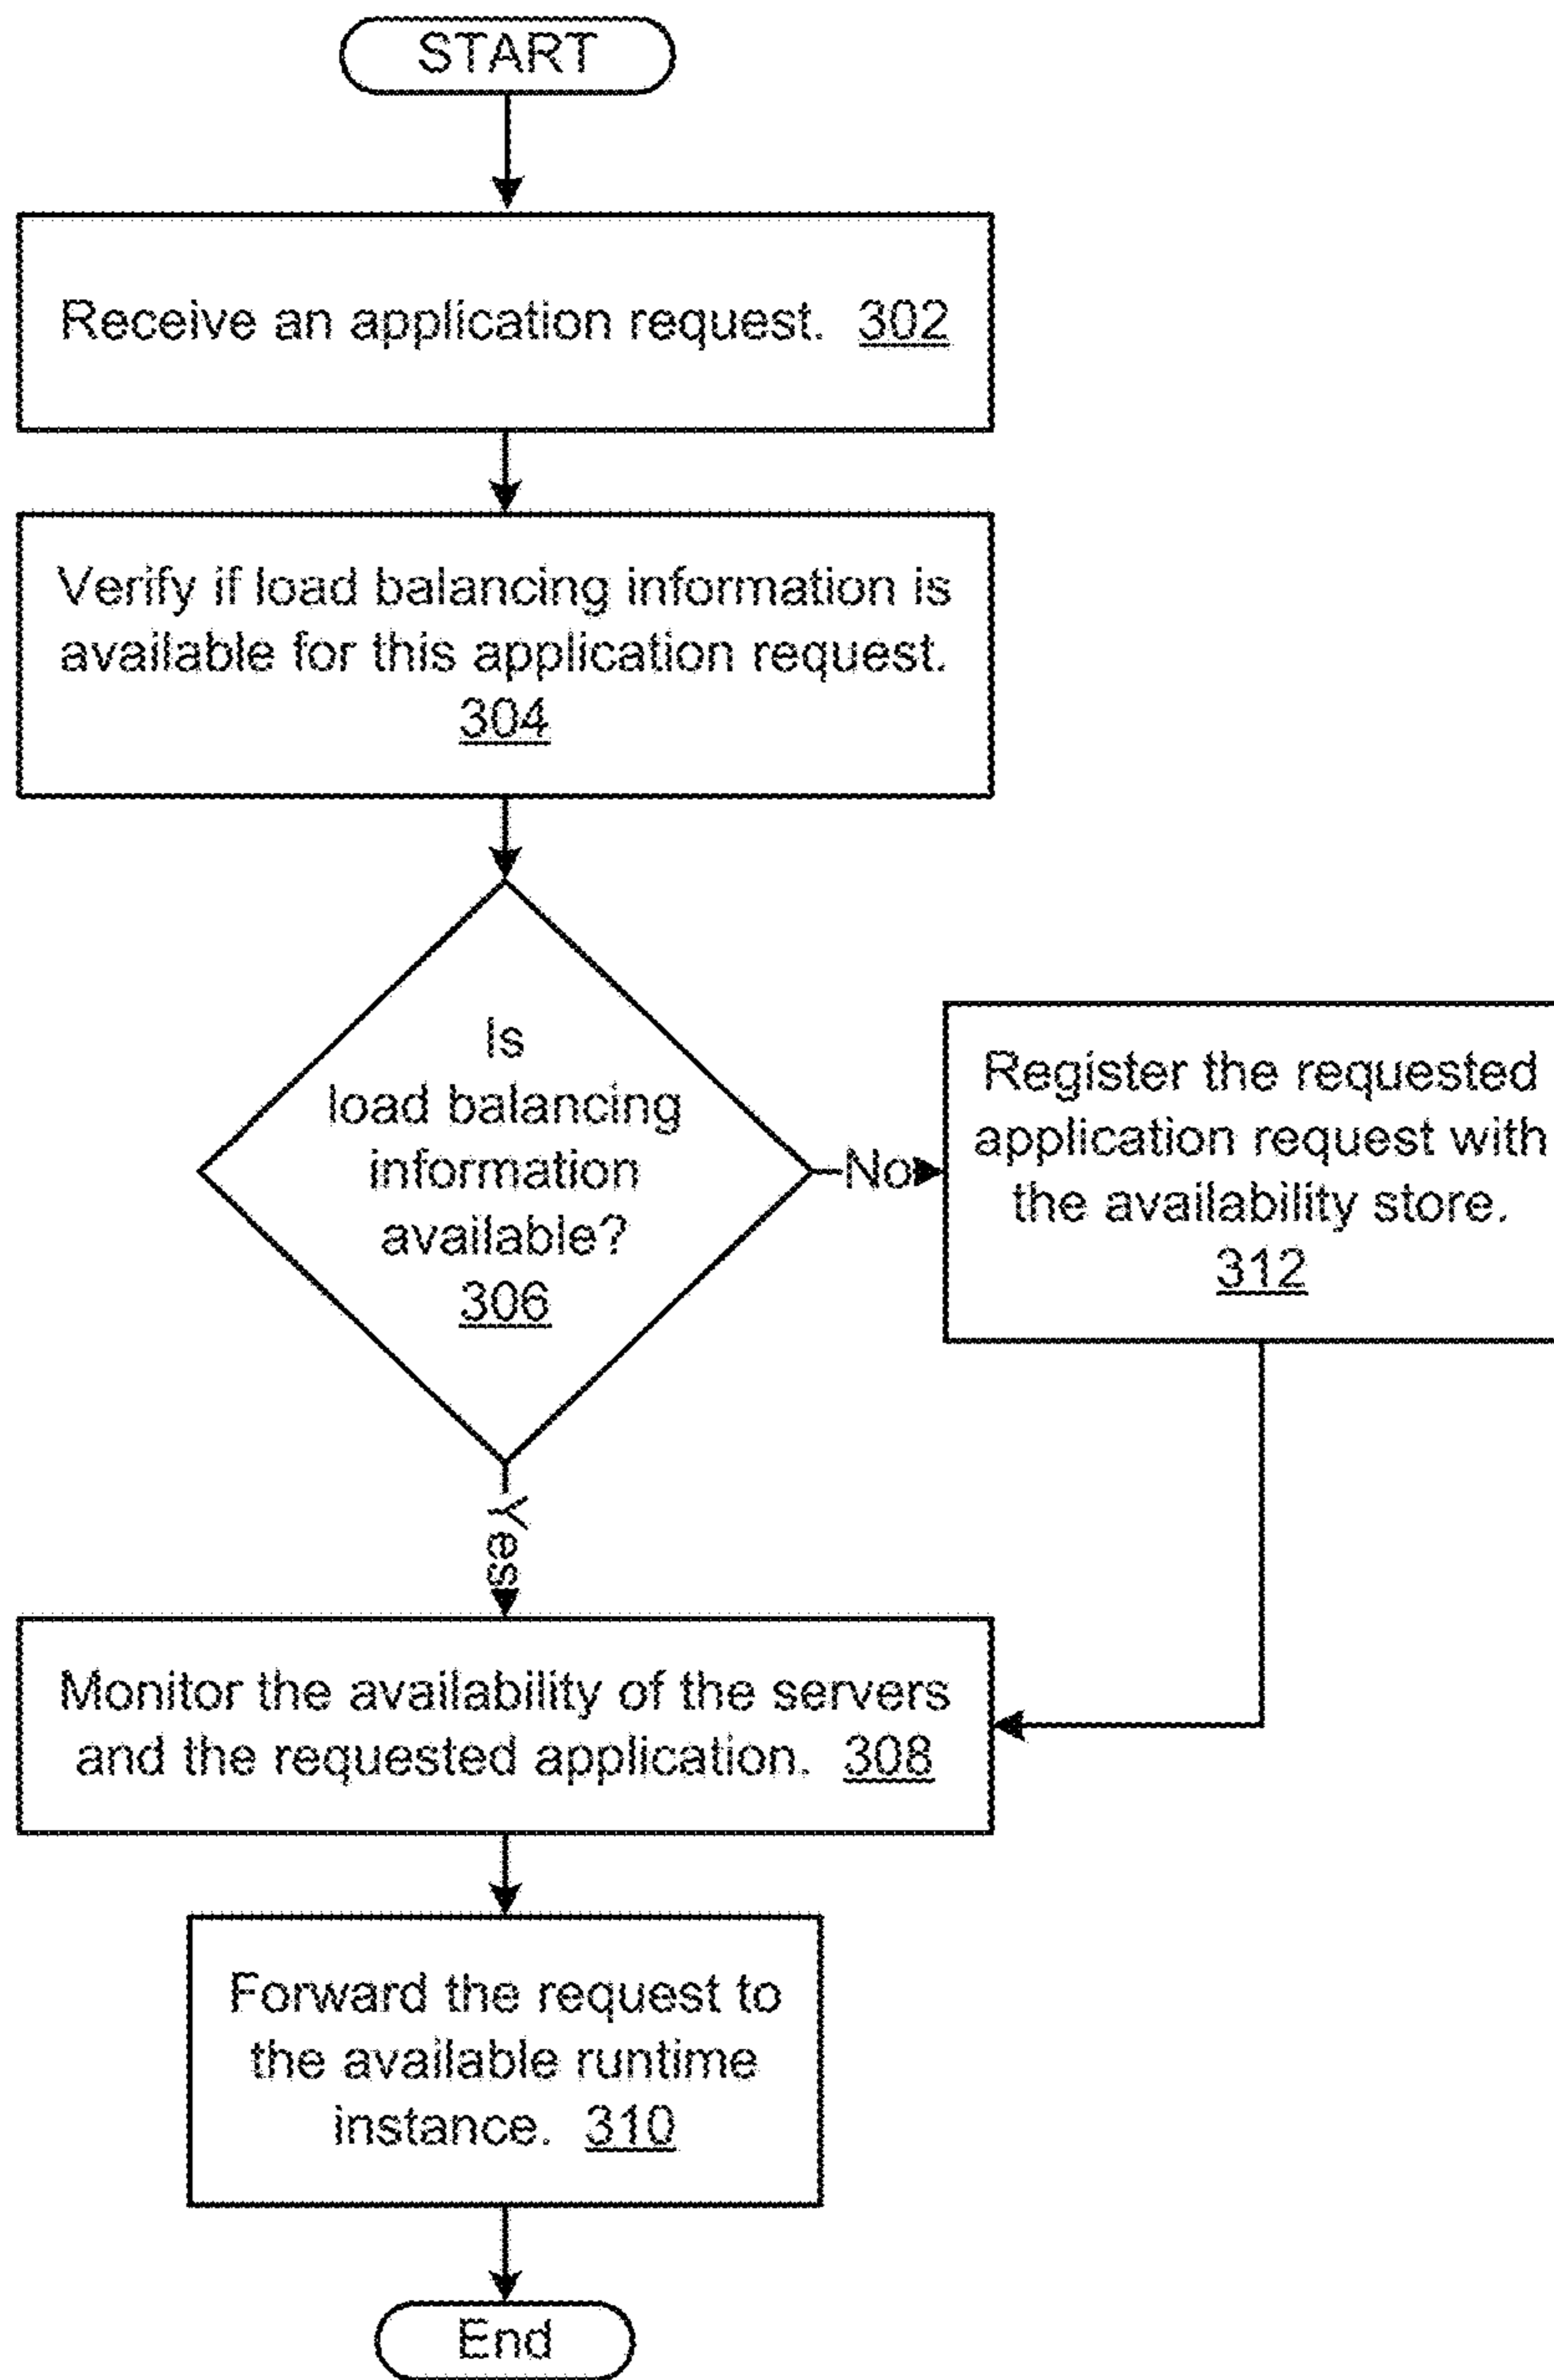 START
Receive an application request. 302
Verify if load balancing information is
available for this application request.
304
Is
load balancing
information
available?
306
No
Register the requested
application request with
the availability store.
312
Yes
Monitor the availability of the servers
and the requested application. 308
Forward the request to
the available runtime
instance. 310
End